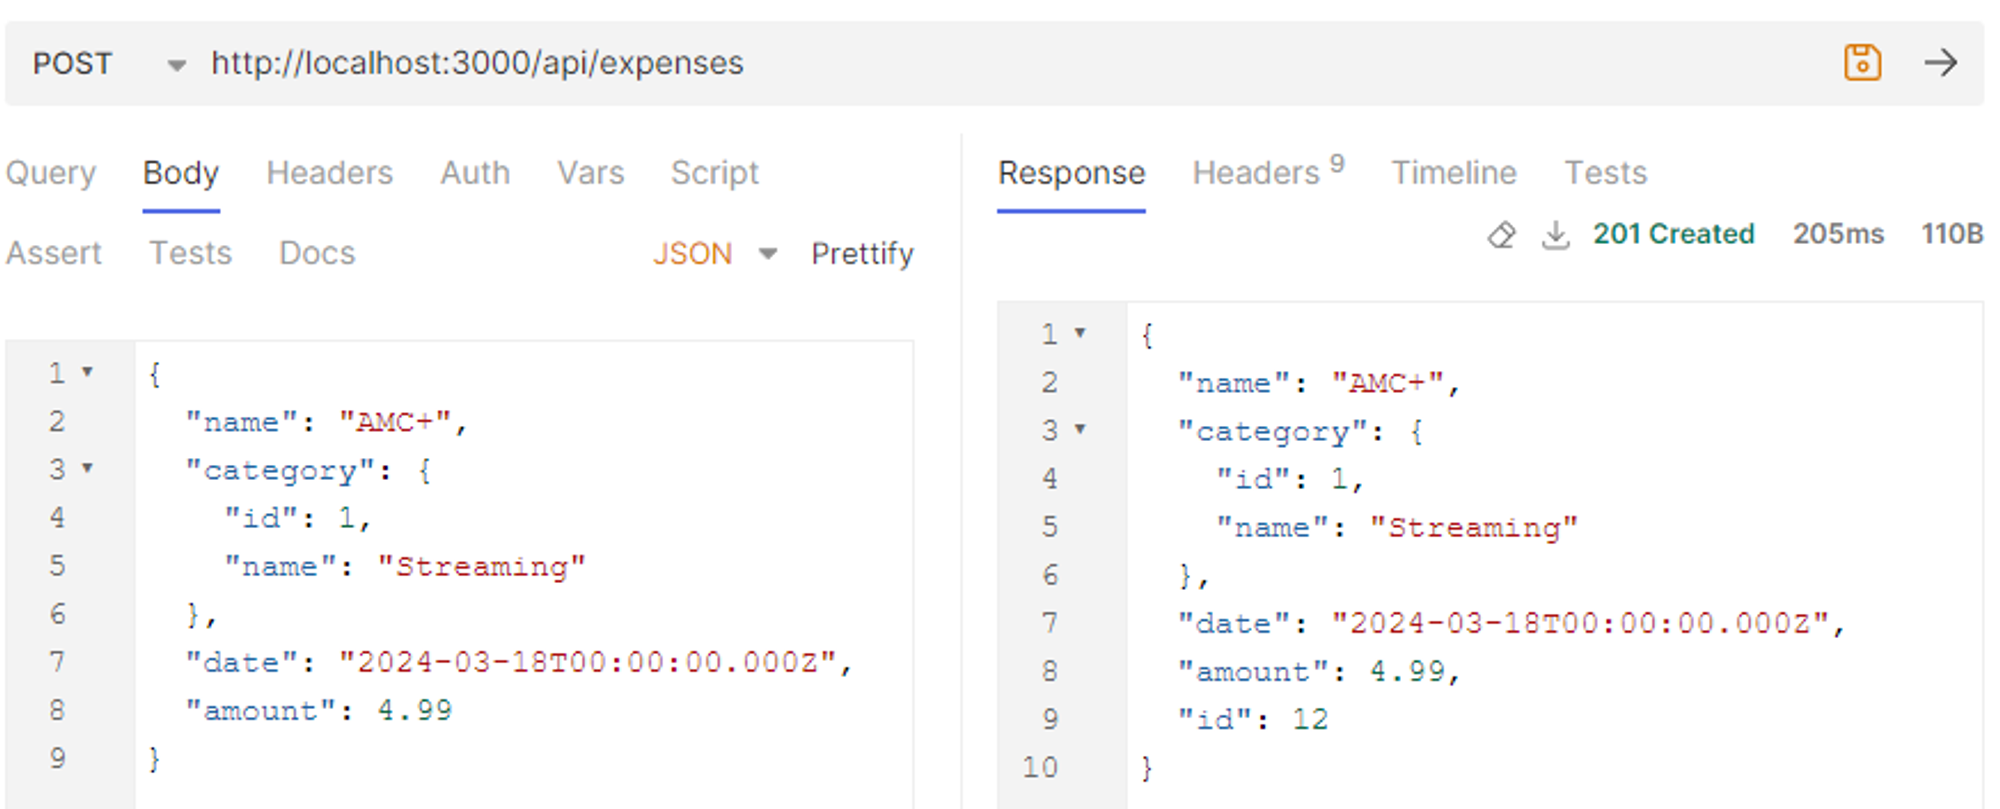 POST http://localhost:3000/api/expenses
Query Body Headers Auth Vars Script
Assert Tests Docs JSON Prettify
1 {
2 "name": "AMC+",
3 "category": {
4 "id": 1,
5 "name": "Streaming"
6 },
7 "date": "2024-03-18T00:00:00.000Z",
8 "amount": 4.99
9 }
Response Headers 9 Timeline Tests
201 Created 205ms 110B
1 {
2 "name": "AMC+",
3 "category": {
4 "id": 1,
5 "name": "Streaming"
6 },
7 "date": "2024-03-18T00:00:00.000Z",
8 "amount": 4.99,
9 "id": 12
10 }